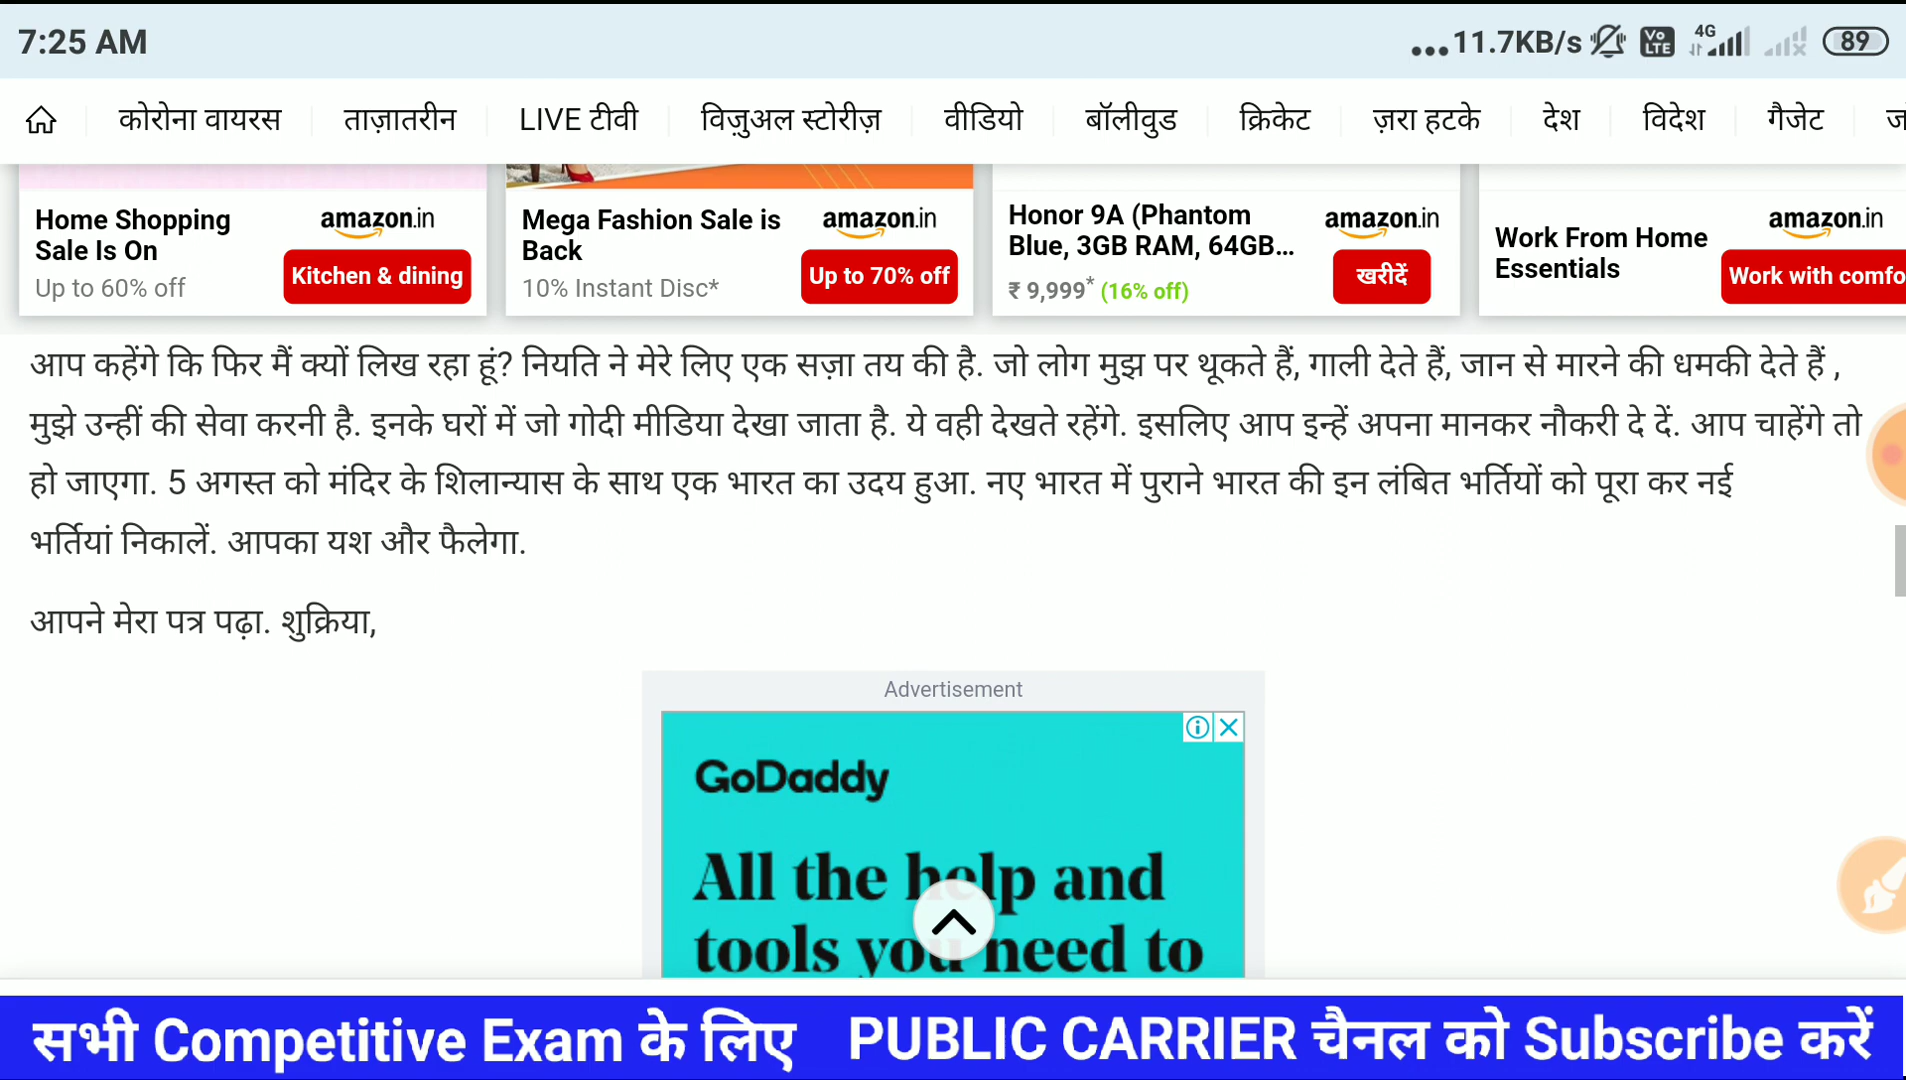 7:25 AM
...11.7KB/s Vo LTE 4G 89
कोरोना वायरस ताज़ातरीन LIVE टीवी विज़ुअल स्टोरीज़ वीडियो बॉलीवुड क्रिकेट ज़रा हटके देश विदेश गैजेट
Home Shopping Sale Is On
Up to 60% off
amazon.in
Kitchen & dining
Mega Fashion Sale is Back
10% Instant Disc*
amazon.in
Up to 70% off
Honor 9A (Phantom Blue, 3GB RAM, 64GB...
₹ 9,999* (16% off)
amazon.in
खरीदें
Work From Home Essentials
amazon.in
Work with comfo
आप कहेंगे कि फिर मैं क्यों लिख रहा हूं? नियति ने मेरे लिए एक सज़ा तय की है. जो लोग मुझ पर थूकते हैं, गाली देते हैं, जान से मारने की धमकी देते हैं ,
मुझे उन्हीं की सेवा करनी है. इनके घरों में जो गोदी मीडिया देखा जाता है. ये वही देखते रहेंगे. इसलिए आप इन्हें अपना मानकर नौकरी दे दें. आप चाहेंगे तो
हो जाएगा. 5 अगस्त को मंदिर के शिलान्यास के साथ एक भारत का उदय हुआ. नए भारत में पुराने भारत की इन लंबित भर्तियों को पूरा कर नई
भर्तियां निकालें. आपका यश और फैलेगा.
आपने मेरा पत्र पढ़ा. शुक्रिया,
Advertisement
GoDaddy
All the help and
tools you need to
सभी Competitive Exam के लिए PUBLIC CARRIER चैनल को Subscribe करें